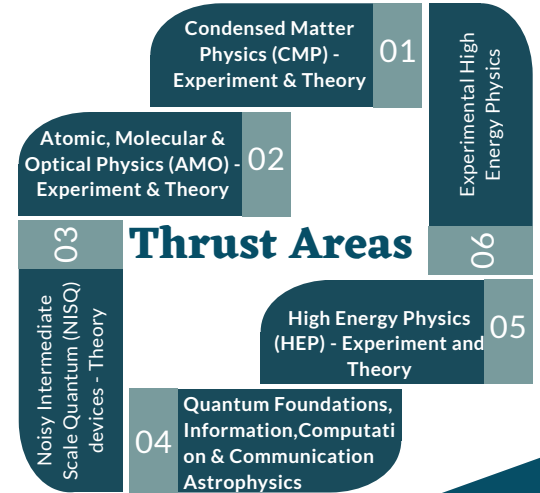 Condensed Matter
Physics (CMP) -
Experiment & Theory
01
Atomic, Molecular &
Optical Physics (AMO) -
Experiment & Theory
02
Thrust Areas
03
Noisy Intermediate
Scale Quantum (NISQ)
devices - Theory
Quantum Foundations,
Information,Computati
on & Communication
Astrophysics
04
High Energy Physics
(HEP) - Experiment and
Theory
05
Experimental High
Energy Physics
06